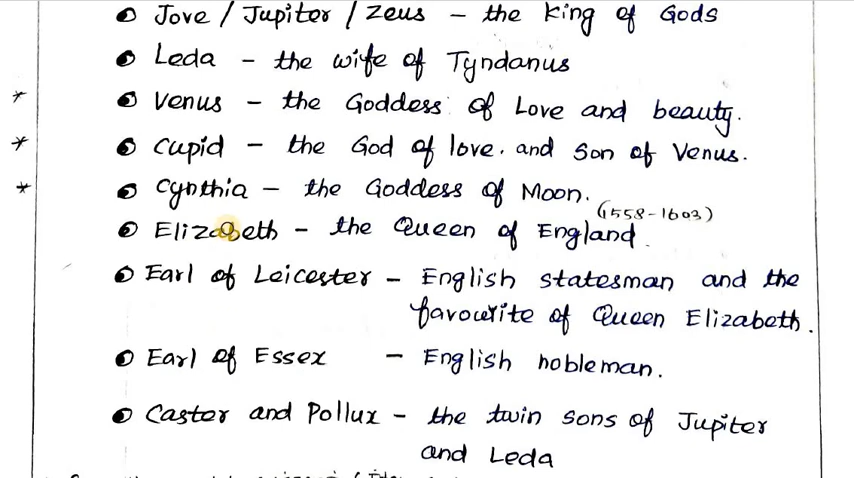 Jove / Jupiter / Zeus – the King of Gods
Leda – the wife of Tyndanus
* Venus – the Goddess of Love and beauty.
* Cupid – the God of love. and Son of Venus.
* Cynthia – the Goddess of Moon.
(1558-1603)
Elizabeth – the Queen of England.
Earl of Leicester – English statesman and the
favourite of Queen Elizabeth.
Earl of Essex – English nobleman.
Caster and Pollux – the twin sons of Jupiter
and Leda